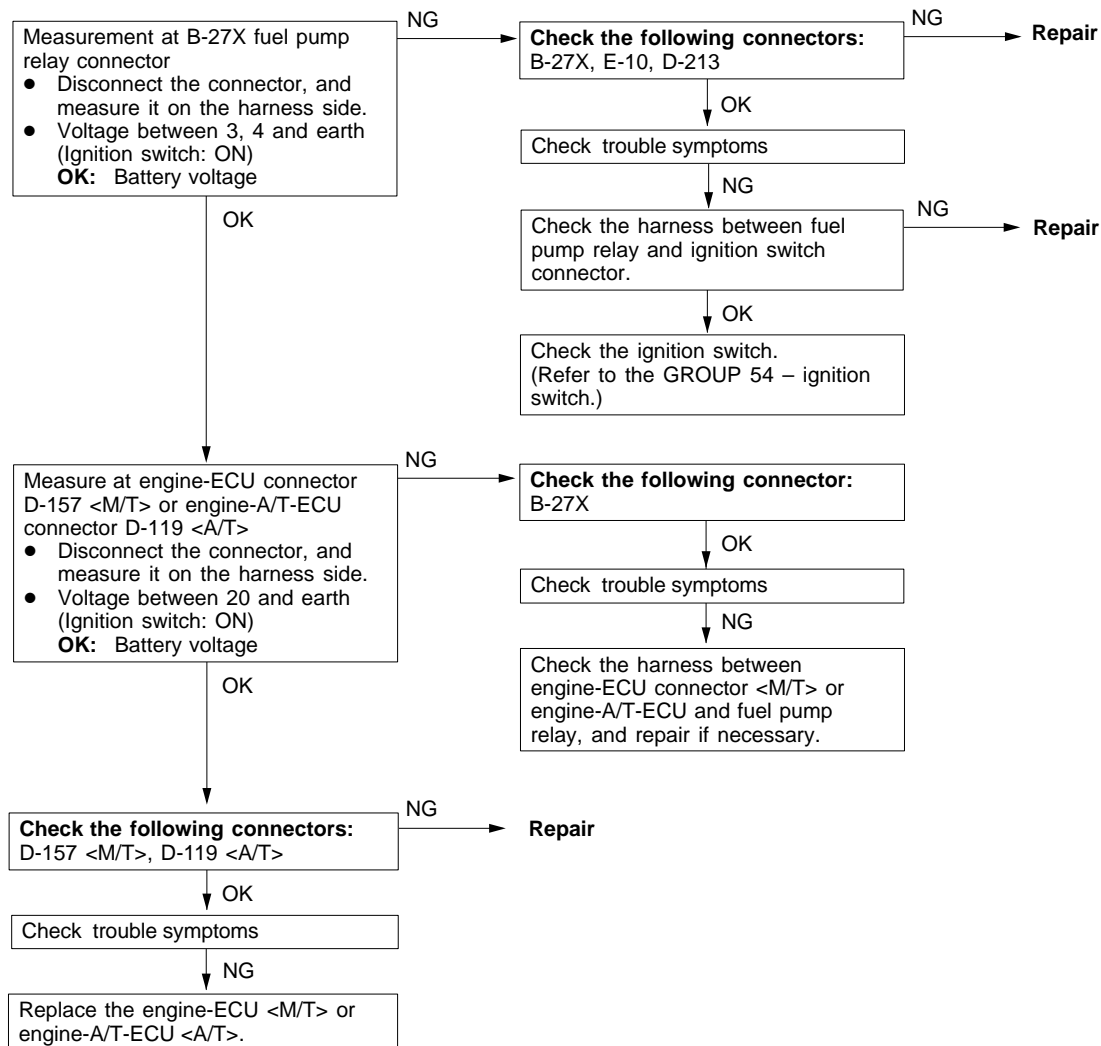 Measurement at B-27X fuel pump
relay connector
● Disconnect the connector, and
measure it on the harness side.
● Voltage between 3, 4 and earth
(Ignition switch: ON)
OK: Battery voltage
NG
Check the following connectors:
B-27X, E-10, D-213
NG
Repair
OK
Check trouble symptoms
NG
Check the harness between fuel
pump relay and ignition switch
connector.
NG
Repair
OK
Check the ignition switch.
(Refer to the GROUP 54 – ignition
switch.)
OK
Measure at engine-ECU connector
D-157 <M/T> or engine-A/T-ECU
connector D-119 <A/T>
● Disconnect the connector, and
measure it on the harness side.
● Voltage between 20 and earth
(Ignition switch: ON)
OK: Battery voltage
NG
Check the following connector:
B-27X
OK
Check trouble symptoms
NG
Check the harness between
engine-ECU connector <M/T> or
engine-A/T-ECU and fuel pump
relay, and repair if necessary.
OK
Check the following connectors:
D-157 <M/T>, D-119 <A/T>
NG
Repair
OK
Check trouble symptoms
NG
Replace the engine-ECU <M/T> or
engine-A/T-ECU <A/T>.